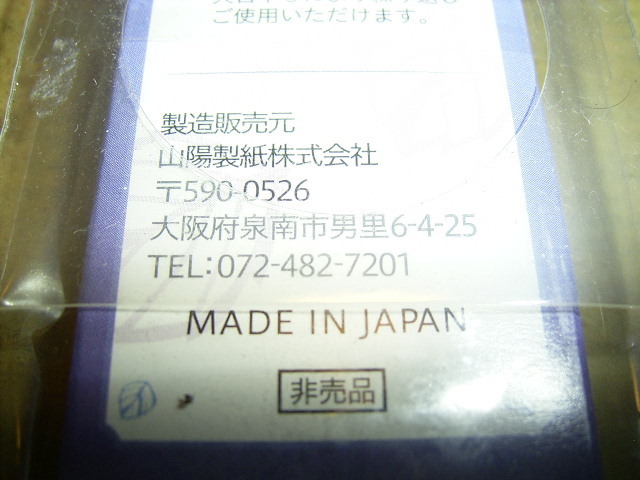 ご使用いただけます。
製造販売元
山陽製紙株式会社
〒590-0526
大阪府泉南市男里6-4-25
TEL:072-482-7201
MADE IN JAPAN
非売品